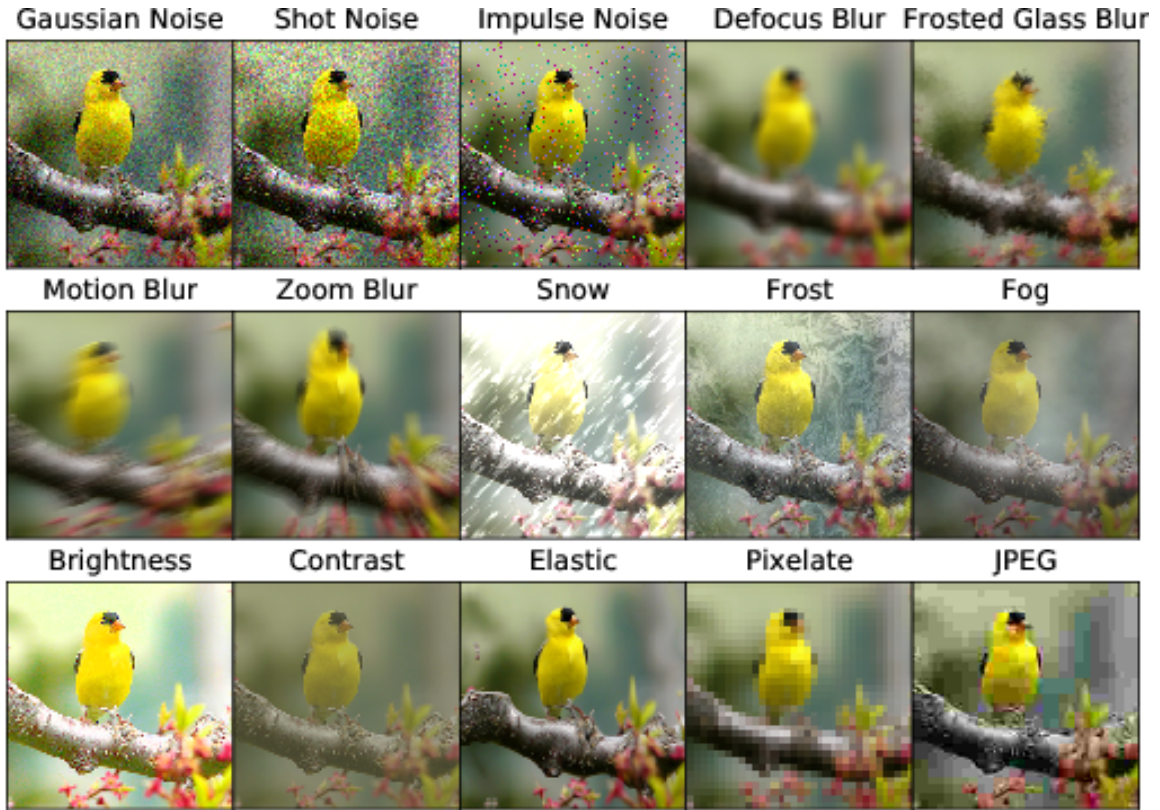 Gaussian Noise Shot Noise Impulse Noise Defocus Blur Frosted Glass Blur
Motion Blur Zoom Blur Snow Frost Fog
Brightness Contrast Elastic Pixelate JPEG